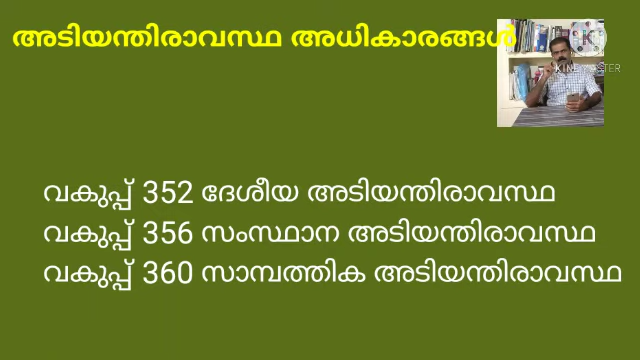 അടിയന്തിരാവസ്ഥ അധികാരങ്ങൾ
KINEMASTER
വകുപ്പ് 352 ദേശീയ അടിയന്തിരാവസ്ഥ
വകുപ്പ് 356 സംസ്ഥാന അടിയന്തിരാവസ്ഥ
വകുപ്പ് 360 സാമ്പത്തിക അടിയന്തിരാവസ്ഥ